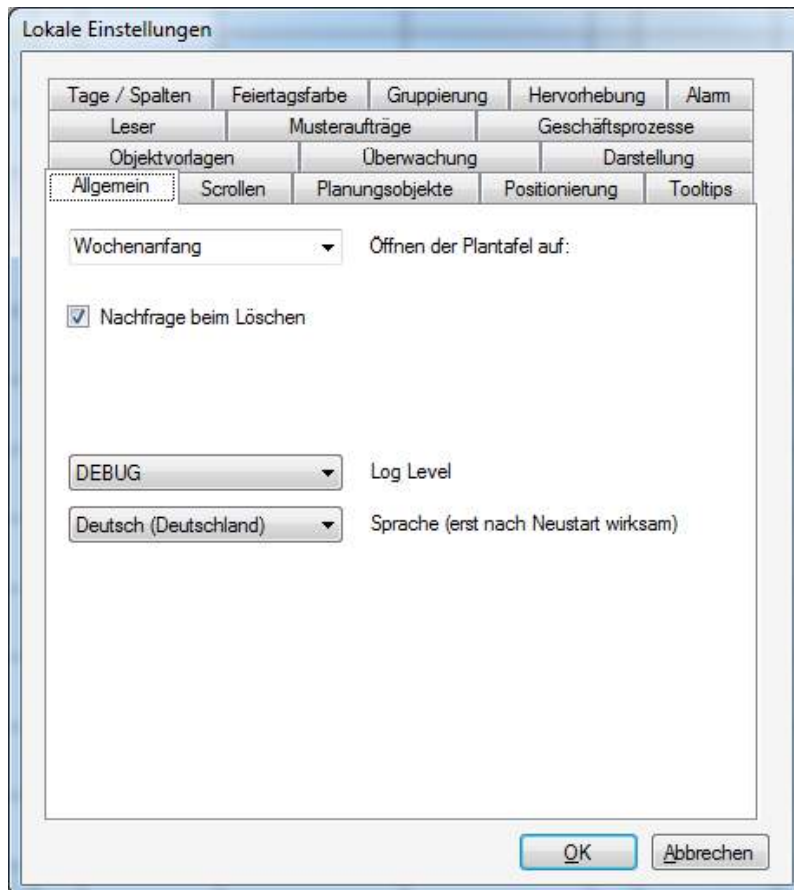 Lokale Einstellungen
Tage / Spalten Feiertagsfarbe Gruppierung Hervorhebung Alarm
Leser Musteraufträge Geschäftsprozesse
Objektvorlagen Überwachung Darstellung
Allgemein Scrollen Planungsobjekte Positionierung Tooltips
Wochenanfang Öffnen der Plantafel auf:
Nachfrage beim Löschen
DEBUG Log Level
Deutsch (Deutschland) Sprache (erst nach Neustart wirksam)
OK Abbrechen